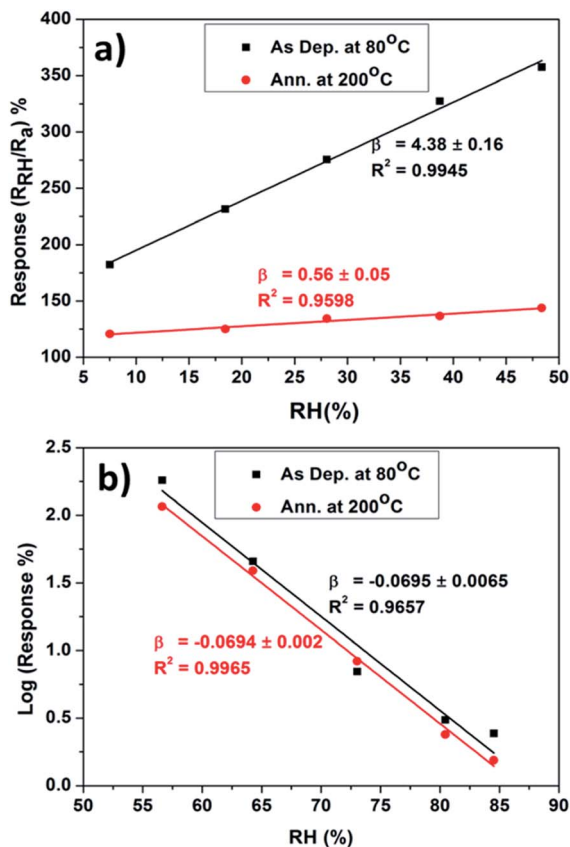 a)
As Dep. at 80°C
Ann. at 200°C
400
350
300
250
200
150
100
Response (R_RH/R_a) %
β = 4.38 ± 0.16
R² = 0.9945
β = 0.56 ± 0.05
R² = 0.9598
5 10 15 20 25 30 35 40 45 50
RH(%)
b)
As Dep. at 80°C
Ann. at 200°C
2.5
2.0
1.5
1.0
0.5
0.0
Log (Response %)
β = -0.0695 ± 0.0065
R² = 0.9657
β = -0.0694 ± 0.002
R² = 0.9965
50 55 60 65 70 75 80 85 90
RH (%)